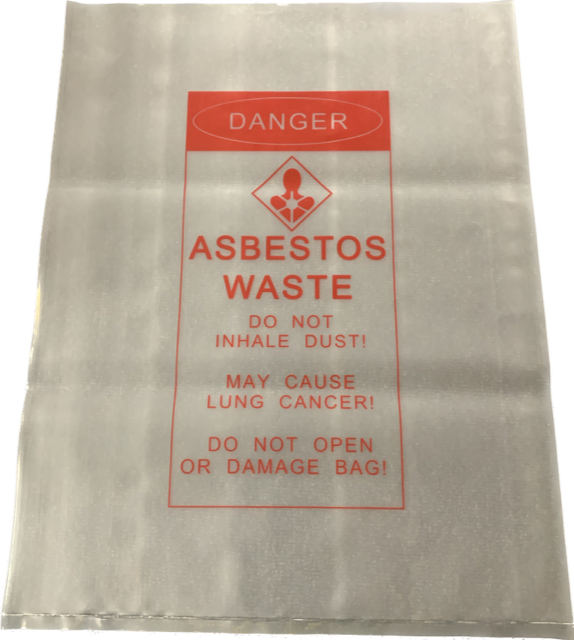 DANGER
ASBESTOS
WASTE
DO NOT
INHALE DUST!
MAY CAUSE
LUNG CANCER!
DO NOT OPEN
OR DAMAGE BAG!